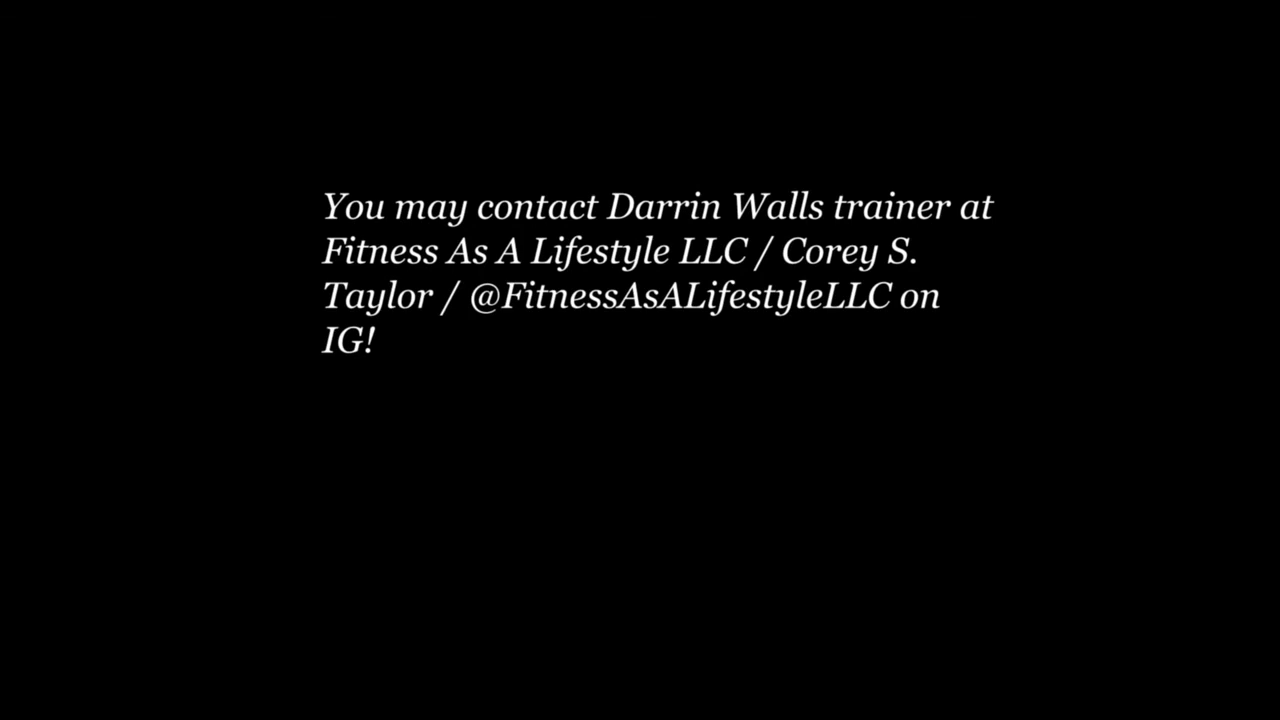 You may contact Darrin Walls trainer at
Fitness As A Lifestyle LLC / Corey S.
Taylor / @FitnessAsALifestyleLLC on
IG!